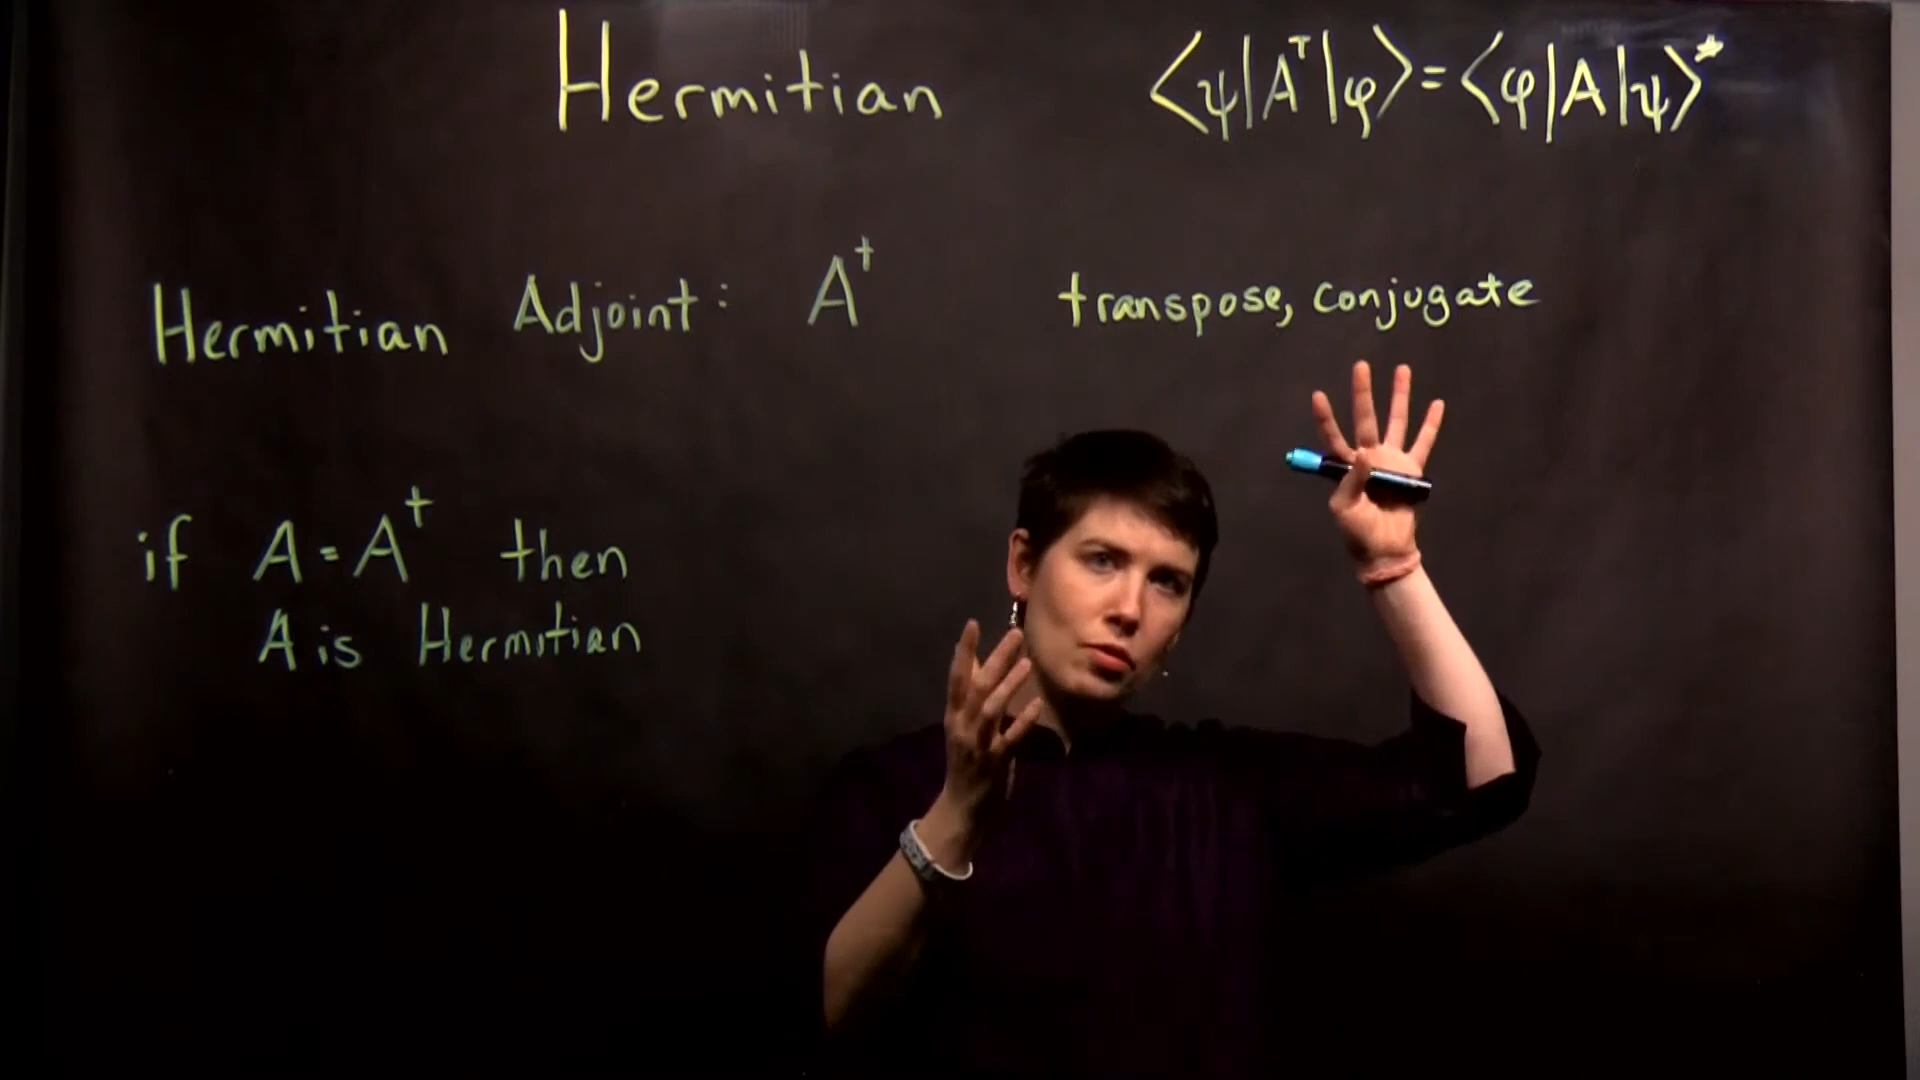 Hermitian
⟨ψ|A†|φ⟩=⟨φ|A|ψ⟩*
Hermitian Adjoint: A†
transpose, conjugate
if A=A† then
A is Hermitian